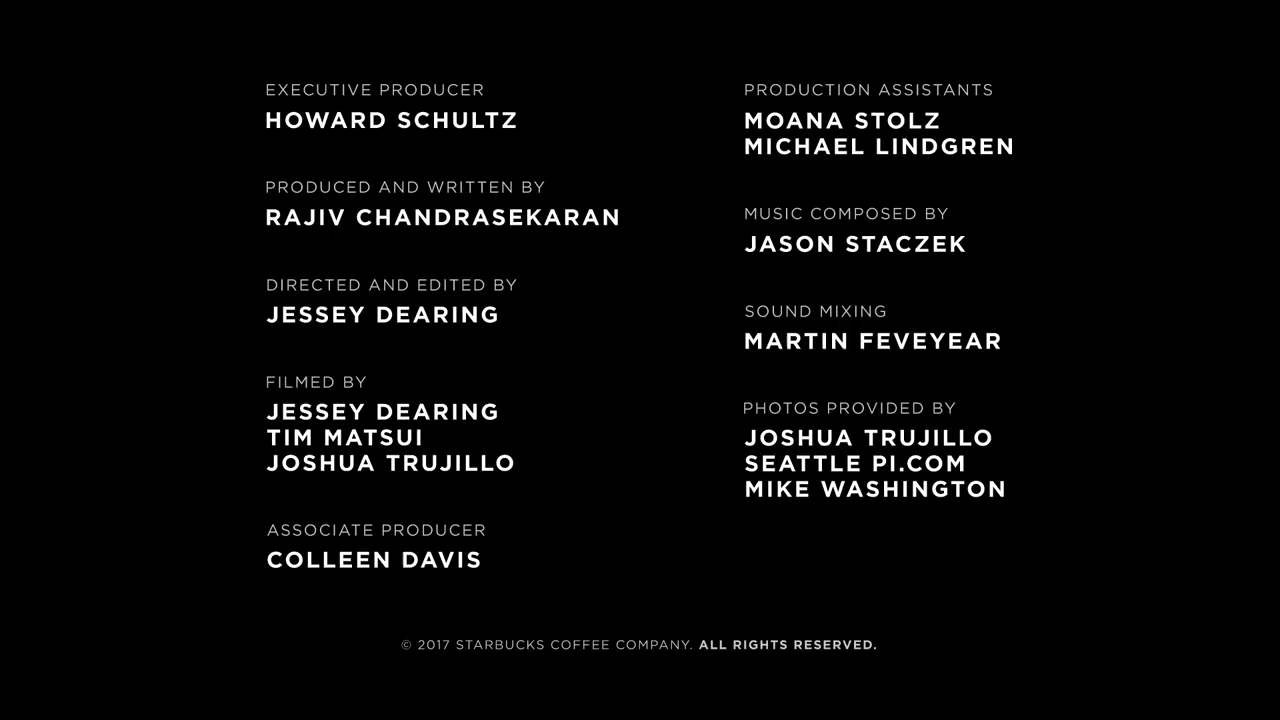 EXECUTIVE PRODUCER
HOWARD SCHULTZ
PRODUCED AND WRITTEN BY
RAJIV CHANDRASEKARAN
DIRECTED AND EDITED BY
JESSEY DEARING
FILMED BY
JESSEY DEARING
TIM MATSUI
JOSHUA TRUJILLO
ASSOCIATE PRODUCER
COLLEEN DAVIS
PRODUCTION ASSISTANTS
MOANA STOLZ
MICHAEL LINDGREN
MUSIC COMPOSED BY
JASON STACZEK
SOUND MIXING
MARTIN FEVEYEAR
PHOTOS PROVIDED BY
JOSHUA TRUJILLO
SEATTLE PI.COM
MIKE WASHINGTON
© 2017 STARBUCKS COFFEE COMPANY. ALL RIGHTS RESERVED.